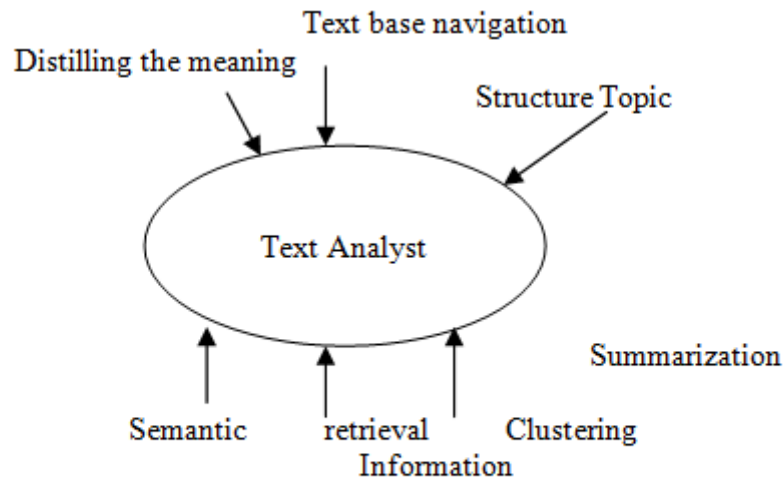 Text base navigation
Distilling the meaning
Structure Topic
Text Analyst
Summarization
Semantic retrieval Clustering
Information